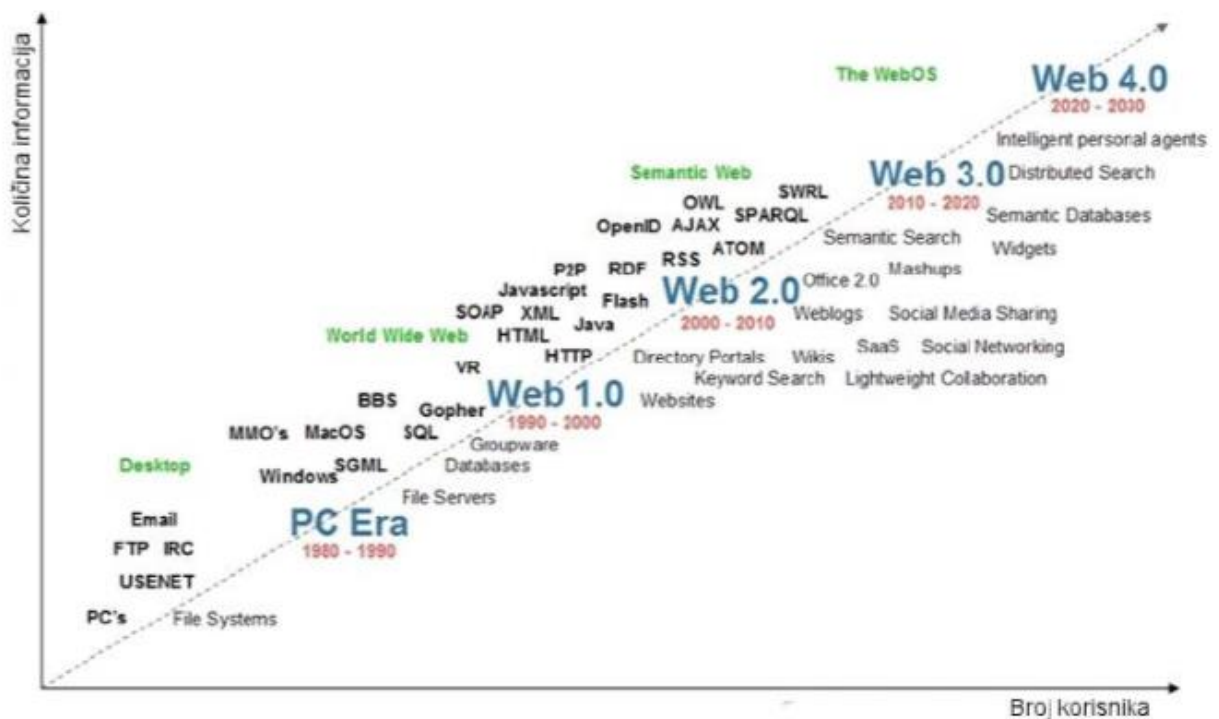 Količina informacija
The WebOS
Web 4.0
2020 - 2030
Intelligent personal agents
Semantic Web
Web 3.0
Distributed Search
2010 - 2020
SWRL
OWL
SPARQL
Semantic Databases
OpenID
AJAX
Semantic Search
Widgets
ATOM
RSS
P2P
RDF
Mashups
Office 2.0
Javascript
Flash
Web 2.0
2000 - 2010
Weblogs
Social Media Sharing
SOAP
XML
Java
World Wide Web
HTML
HTTP
Directory Portals
Wikis
SaaS
Social Networking
VR
Keyword Search
Lightweight Collaboration
Web 1.0
1990 - 2000
Websites
BBS
Gopher
MMO's
MacOS
SQL
Groupware
Desktop
Windows
SGML
Databases
File Servers
Email
PC Era
1980 - 1990
FTP
IRC
USENET
PC's
File Systems
Broj korisnika